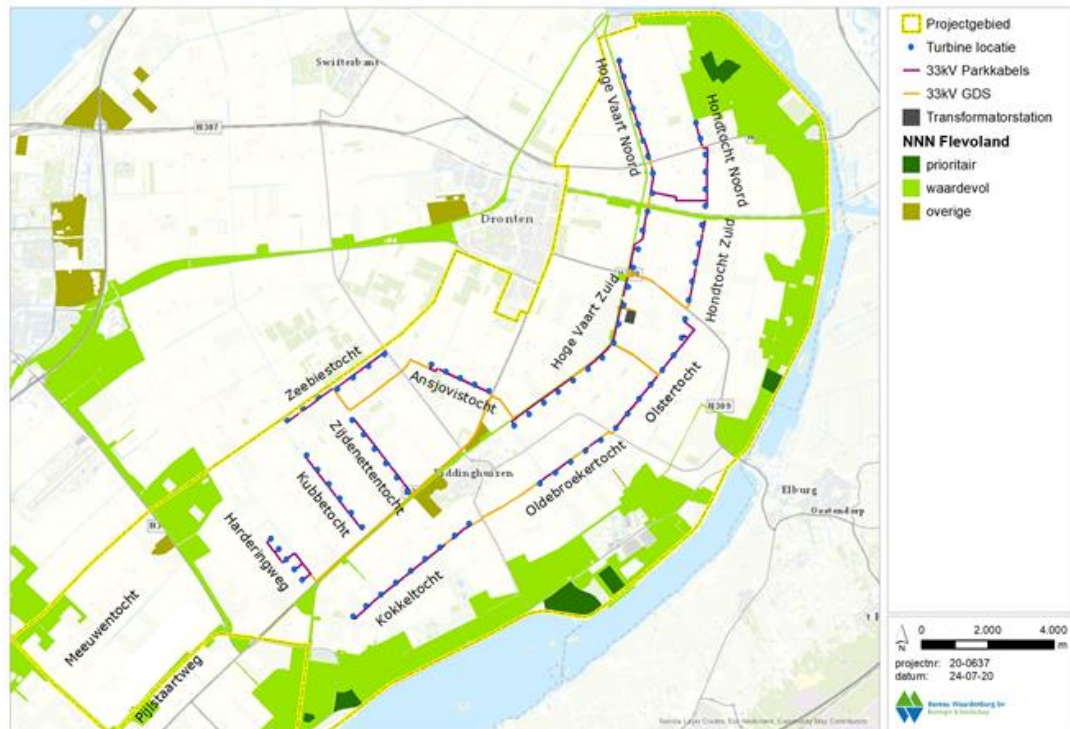 Projectgebied
Turbine locatie
33kV Parkkabels
33kV GDS
Transformatorstation
NNN Flevoland
prioritair
waardevol
overige
Swifterbant
N307
Dronten
Hoge Vaart Noord
Hondtocht Noord
Hondtocht Zuid
Hoge Vaart Zuid
Zeebiestocht
Ansjovistocht
Olstertocht
N309
Zijdenettentocht
Biddinghuizen
Kubbetocht
Oldebroekertocht
Elburg
Oostendorp
Harderingweg
Kokkeltocht
Meeuwentocht
Pijlstaartweg
0 2.000 4.000
m
N
projectnr: 20-0637
datum: 24-07-20
Bureau Waardenburg bv